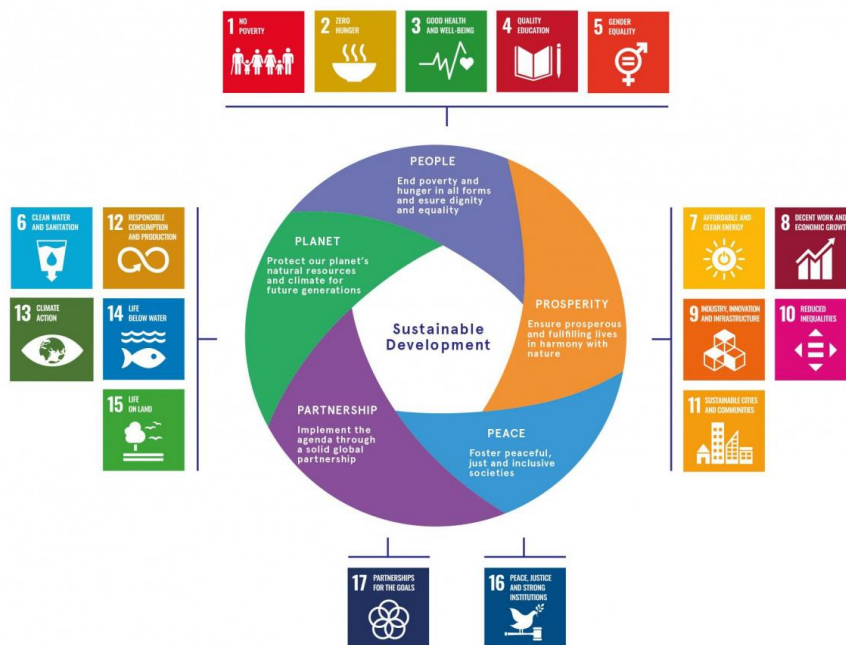 1 NO
POVERTY
2 ZERO
HUNGER
3 GOOD HEALTH
AND WELL-BEING
4 QUALITY
EDUCATION
5 GENDER
EQUALITY
PEOPLE
End poverty and
hunger in all forms
and esure dignity
and equality
6 CLEAN WATER
AND SANITATION
12 RESPONSIBLE
CONSUMPTION
AND PRODUCTION
13 CLIMATE
ACTION
14 LIFE
BELOW WATER
15 LIFE
ON LAND
PLANET
Protect our planet's
natural resources
and climate for
future generations
Sustainable
Development
PROSPERITY
Ensure prosperous
and fullfilling lives
in harmony with
nature
7 AFFORDABLE AND
CLEAN ENERGY
8 DECENT WORK AND
ECONOMIC GROWTH
9 INDUSTRY, INNOVATION
AND INFRASTRUCTURE
10 REDUCED
INEQUALITIES
11 SUSTAINABLE CITIES
AND COMMUNITIES
PARTNERSHIP
Implement the
agenda through
a solid global
partnership
PEACE
Foster peaceful,
just and inclusive
societies
17 PARTNERSHIPS
FOR THE GOALS
16 PEACE, JUSTICE
AND STRONG
INSTITUTIONS